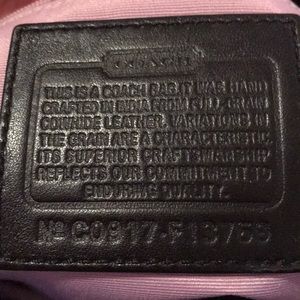 COACH
THIS IS A COACH BAG. IT WAS HAND
CRAFTED IN INDIA FROM FULL GRAIN
COWHIDE LEATHER. VARIATIONS IN
THE GRAIN ARE A CHARACTERISTIC.
ITS SUPERIOR CRAFTSMANSHIP
REFLECTS OUR COMMITMENT TO
ENDURING QUALITY.
Nº C0917-F13755